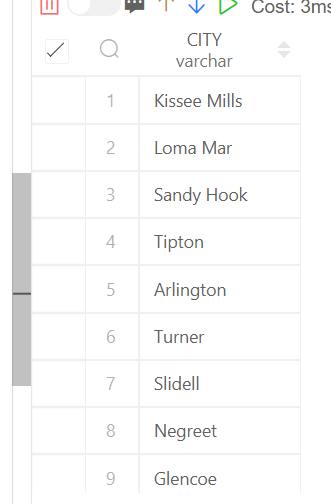 Cost: 3ms
CITY
varchar
1 Kissee Mills
2 Loma Mar
3 Sandy Hook
4 Tipton
5 Arlington
6 Turner
7 Slidell
8 Negreet
9 Glencoe